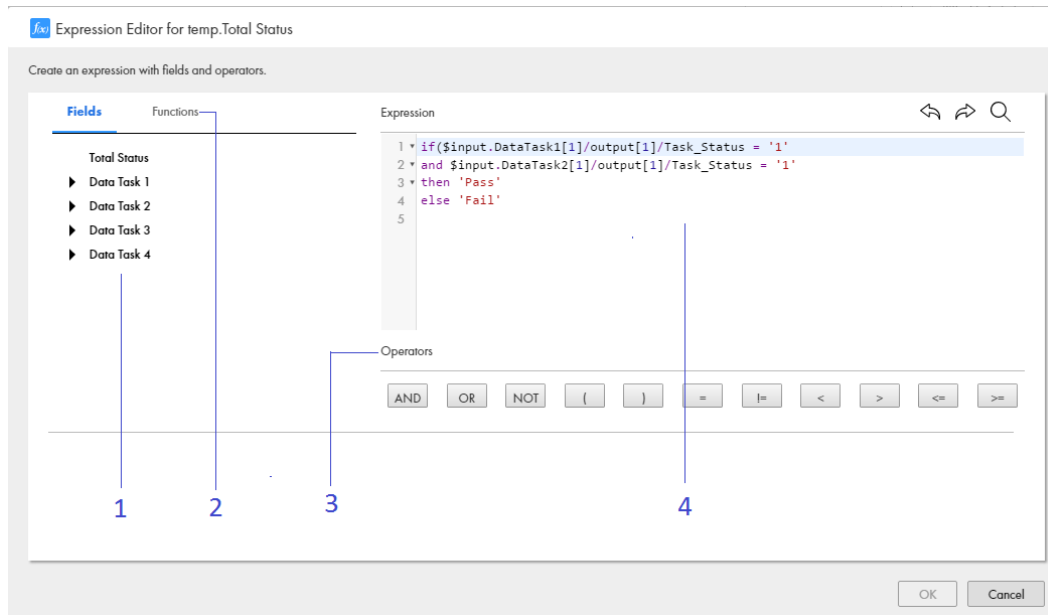 f(x) Expression Editor for temp.Total Status
Create an expression with fields and operators.
Fields Functions
Total Status
Data Task 1
Data Task 2
Data Task 3
Data Task 4
Expression
1 if($input.DataTask1[1]/output[1]/Task_Status = '1'
2 and $input.DataTask2[1]/output[1]/Task_Status = '1'
3 then 'Pass'
4 else 'Fail'
5
Operators
AND OR NOT ( ) = != < > <= >=
1 2 3 4
OK Cancel